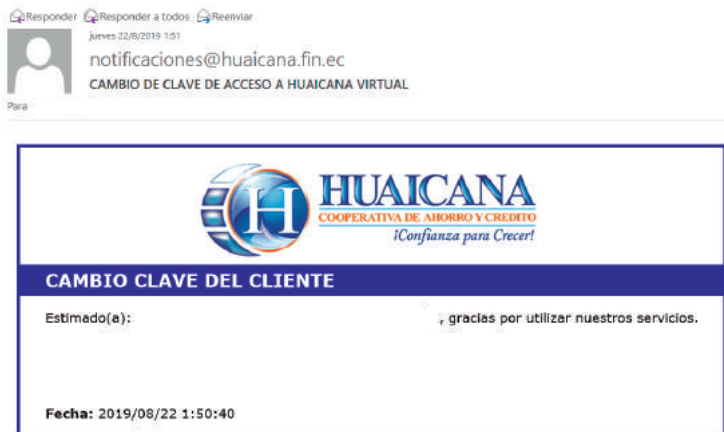 Responder Responder a todos Reenviar
jueves 22/8/2019 1:51
notificaciones@huaicana.fin.ec
CAMBIO DE CLAVE DE ACCESO A HUAICANA VIRTUAL
Para
H HUAICANA
COOPERATIVA DE AHORRO Y CREDITO
¡Confianza para Crecer!
CAMBIO CLAVE DEL CLIENTE
Estimado(a): , gracias por utilizar nuestros servicios.
Fecha: 2019/08/22 1:50:40